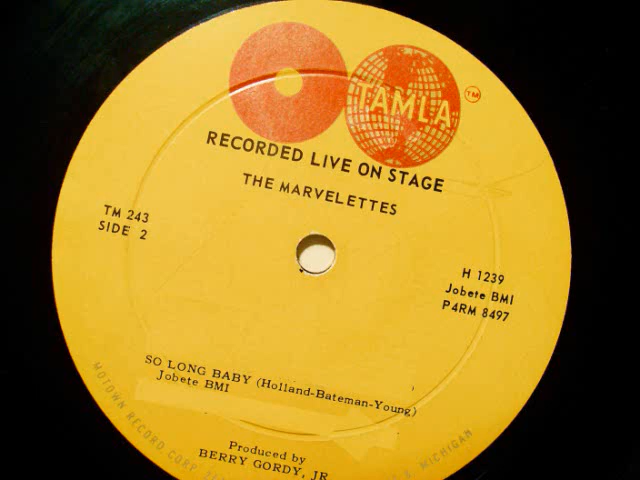 TAMLA
TM
RECORDED LIVE ON STAGE
THE MARVELETTES
TM 243
SIDE 2
H 1239
Jobete BMI
P4RM 8497
SO LONG BABY (Holland-Bateman-Young)
Jobete BMI
Produced by
BERRY GORDY, JR.
MOTOWN RECORD CORP. MICHIGAN